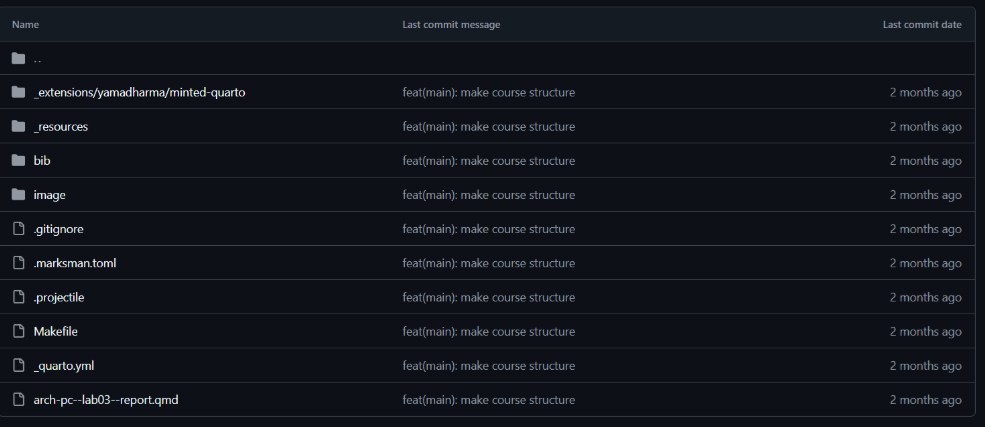 Name Last commit message Last commit date
..
_extensions/yamadharma/minted-quarto feat(main): make course structure 2 months ago
_resources feat(main): make course structure 2 months ago
bib feat(main): make course structure 2 months ago
image feat(main): make course structure 2 months ago
.gitignore feat(main): make course structure 2 months ago
.marksman.toml feat(main): make course structure 2 months ago
.projectile feat(main): make course structure 2 months ago
Makefile feat(main): make course structure 2 months ago
_quarto.yml feat(main): make course structure 2 months ago
arch-pc--lab03--report.qmd feat(main): make course structure 2 months ago